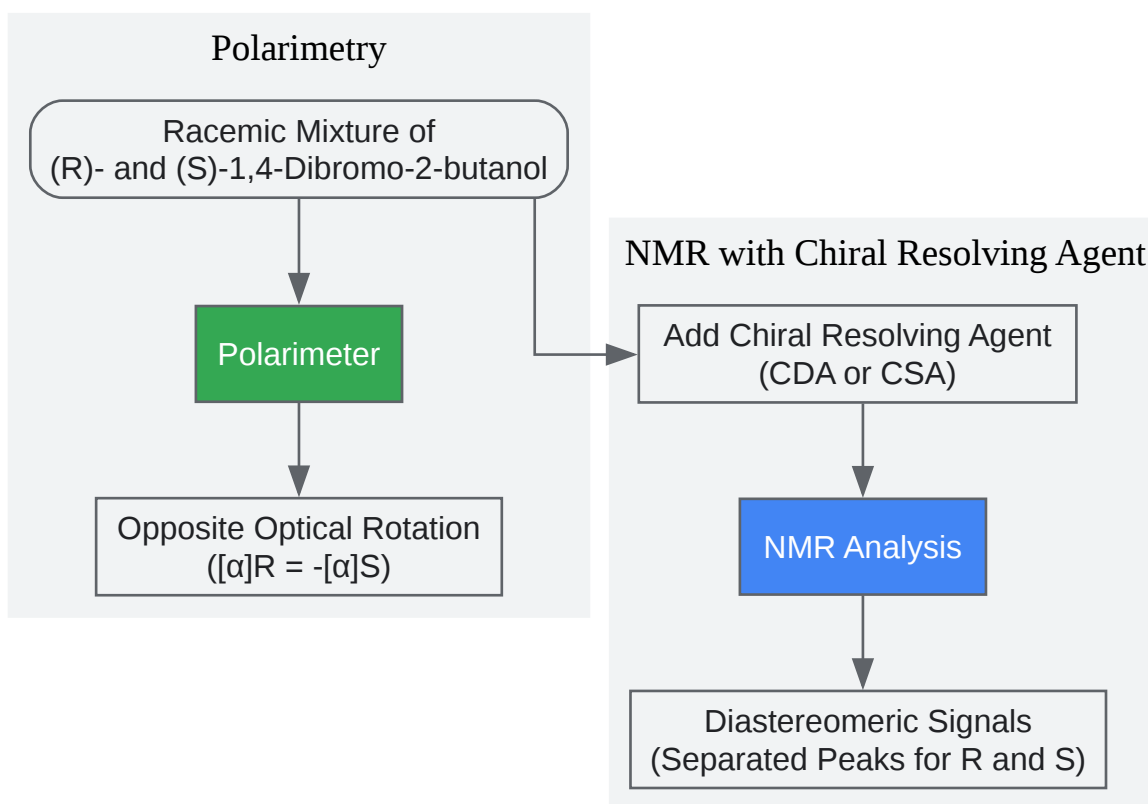 Polarimetry
Racemic Mixture of
(R)- and (S)-1,4-Dibromo-2-butanol
Polarimeter
Opposite Optical Rotation
([α]R = -[α]S)
NMR with Chiral Resolving Agent
Add Chiral Resolving Agent
(CDA or CSA)
NMR Analysis
Diastereomeric Signals
(Separated Peaks for R and S)